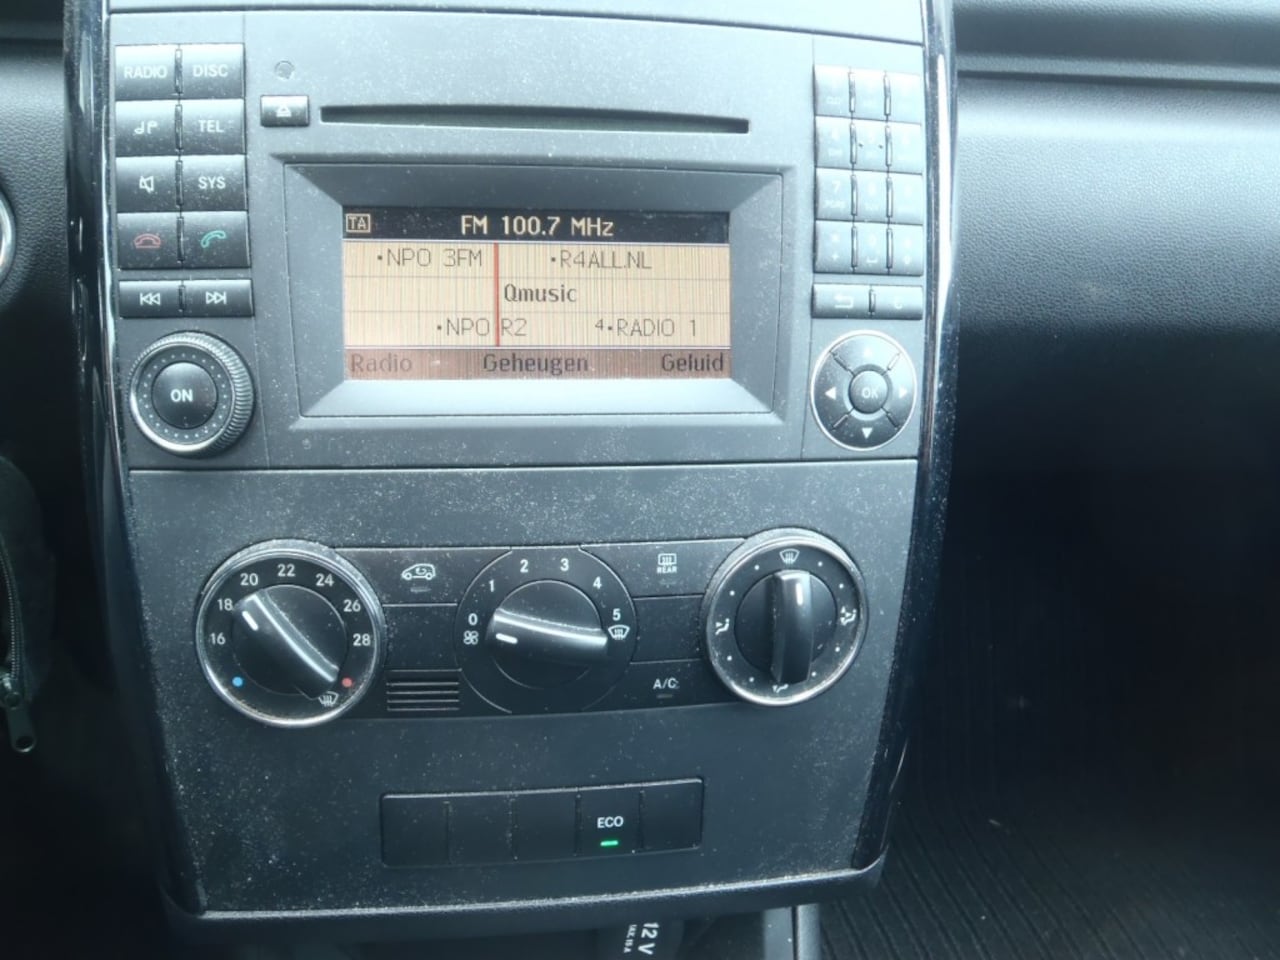 RADIO DISC
TEL
SYS
ON
TA FM 100.7 MHz
•NPO 3FM •R4ALL.NL
Qmusic
•NPO R2 4•RADIO 1
Radio Geheugen Geluid
OK
16 18 20 22 24 26 28
0 1 2 3 4 5
REAR
A/C
ECO
12 V